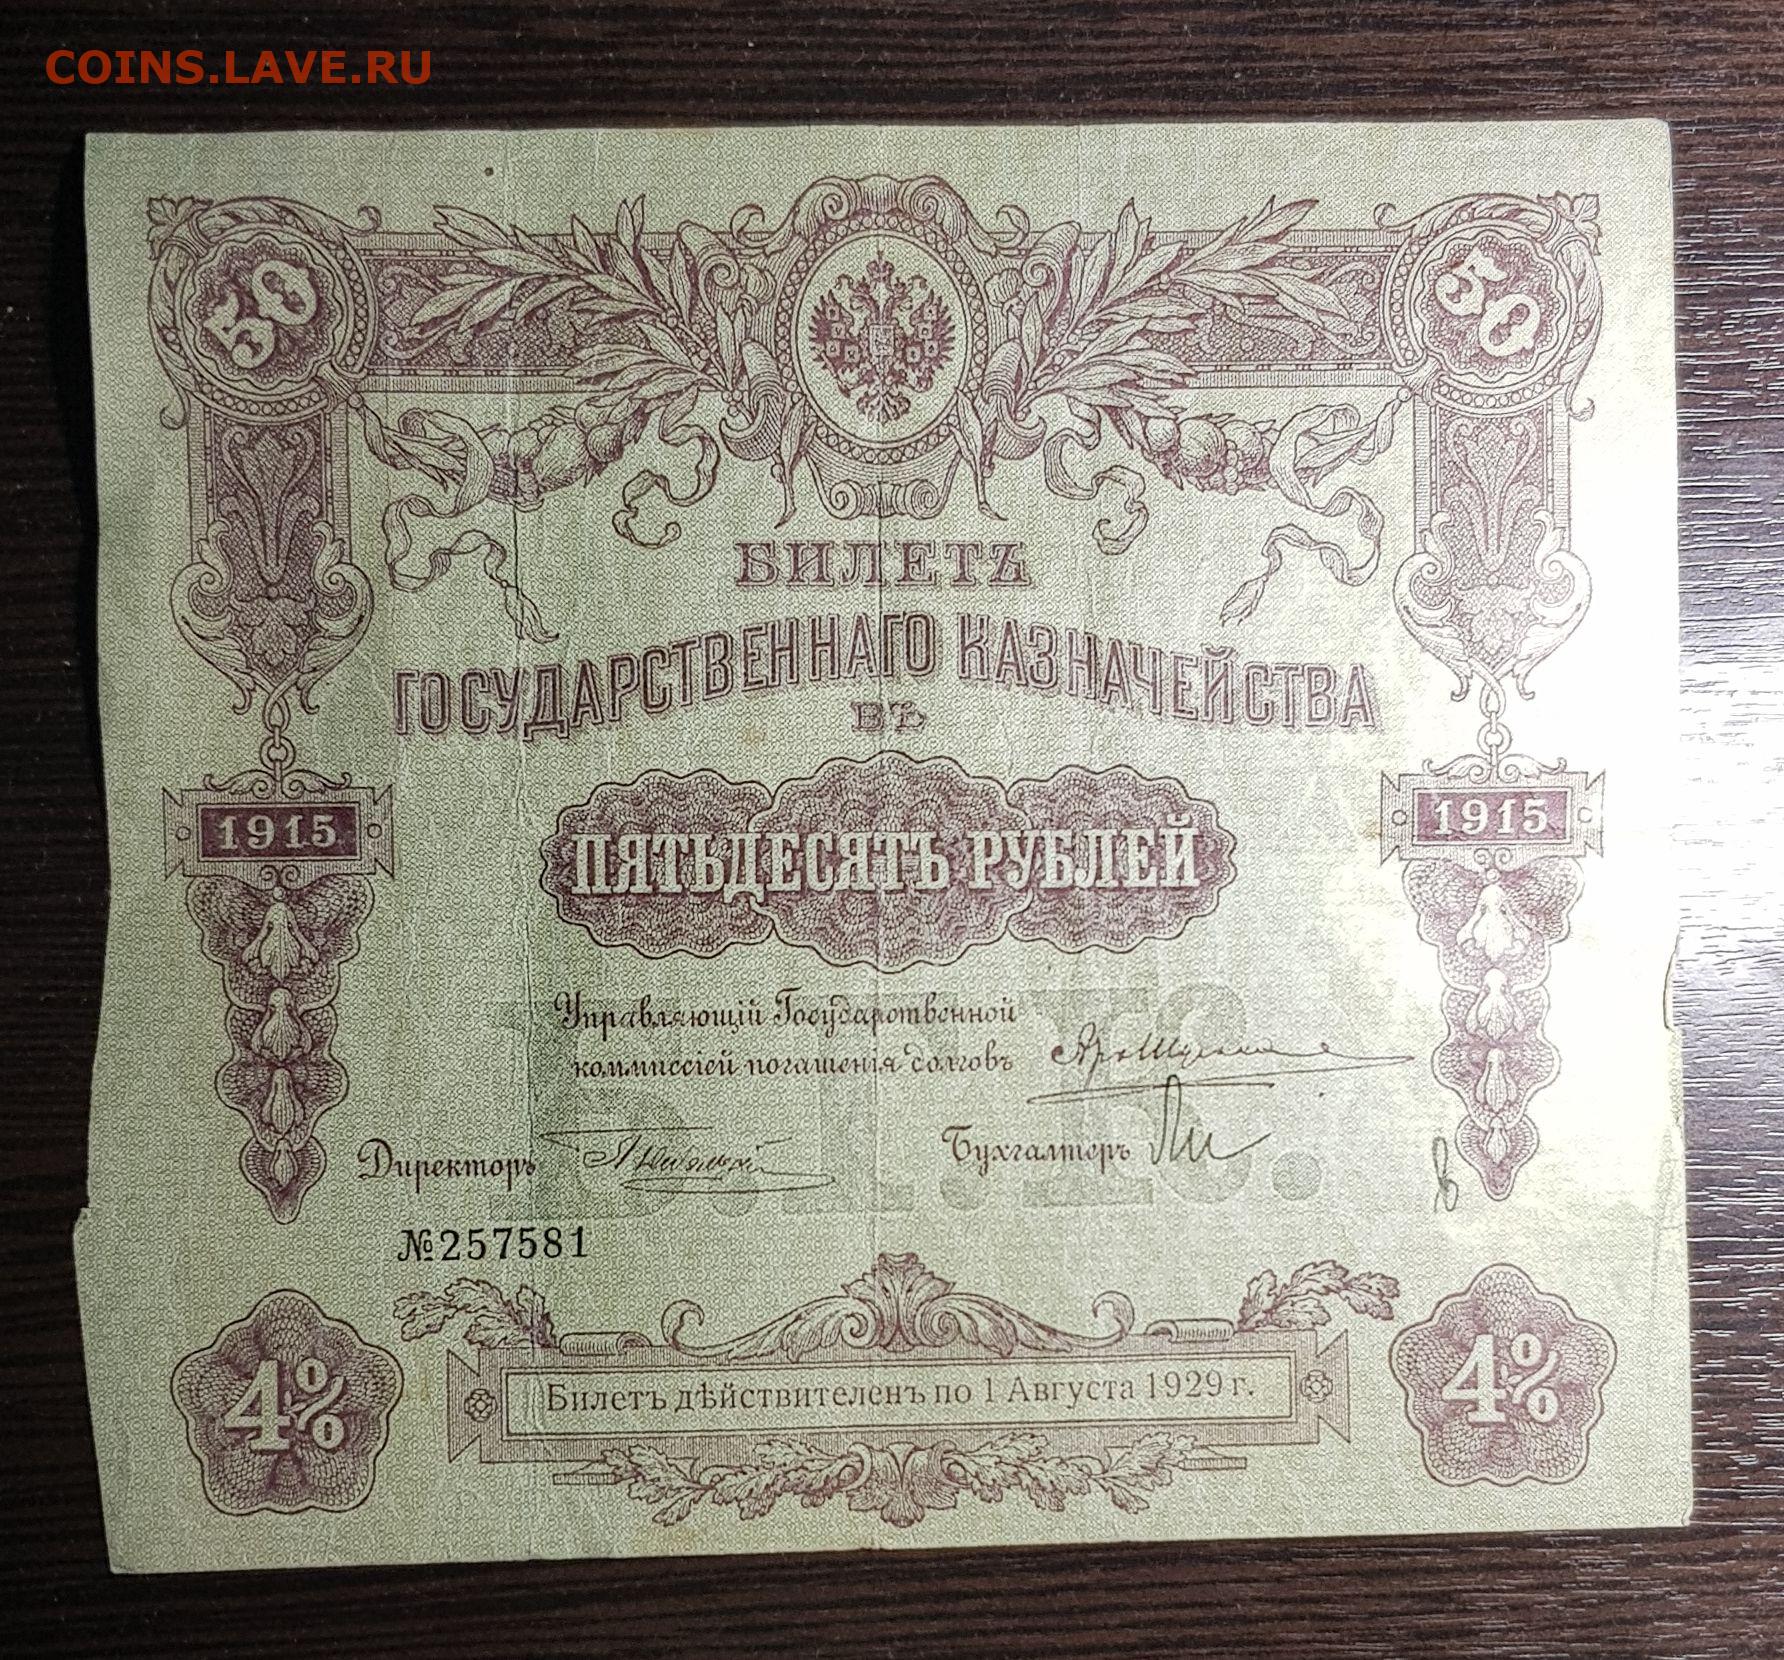 COINS.LAVE.RU
50 50
БИЛЕТЪ
ГОСУДАРСТВЕННАГО КАЗНАЧЕЙСТВА
ВЪ
1915 1915
ПЯТЬДЕСЯТЪ РУБЛЕЙ
Управляющій Государственной
коммиссіей погашенія долговъ
Директоръ Бухгалтеръ
№257581
4% 4%
Билетъ дѣйствителенъ по 1 Августа 1929 г.